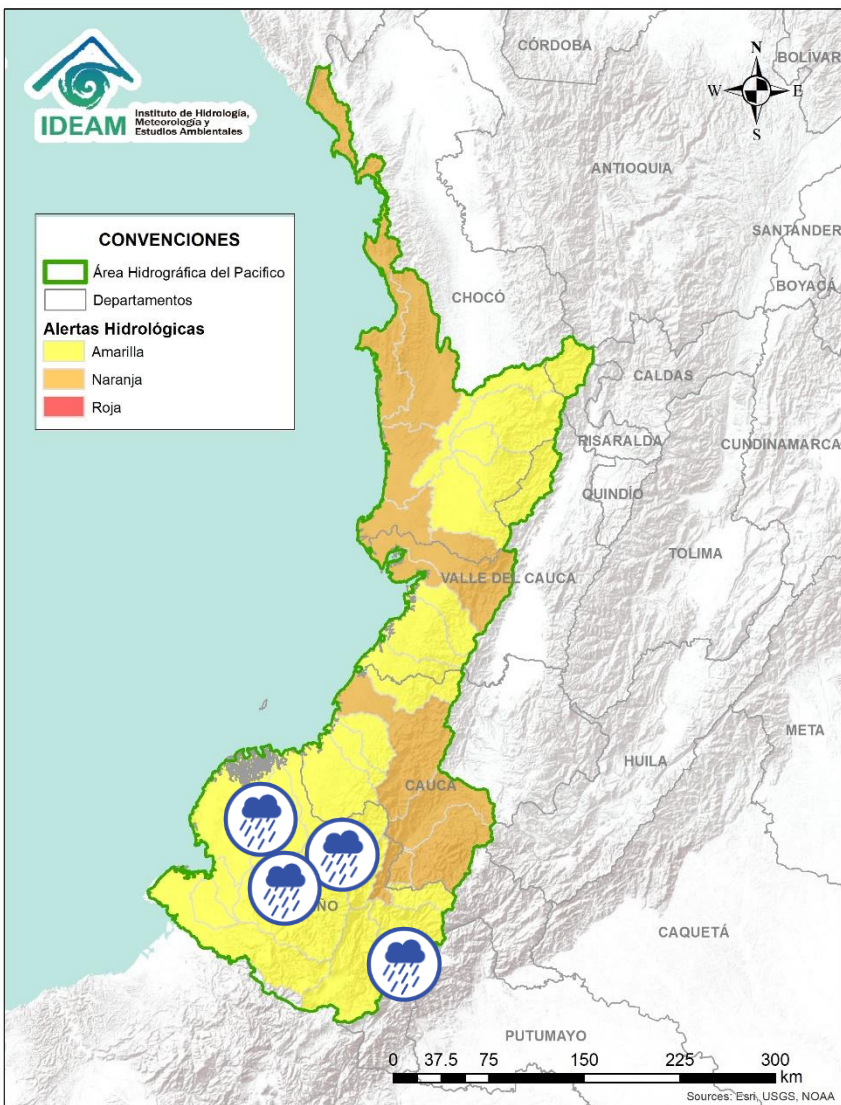 IDEAM
Instituto de Hidrología,
Meteorología y
Estudios Ambientales
CONVENCIONES
Área Hidrográfica del Pacifico
Departamentos
Alertas Hidrológicas
Amarilla
Naranja
Roja
N
W
E
S
CÓRDOBA
BOLÍVAR
ANTIOQUIA
SANTANDER
BOYACÁ
CHOCÓ
CALDAS
RISARALDA
CUNDINAMARCA
QUINDÍO
TOLIMA
VALLE DEL CAUCA
META
HUILA
CAUCA
ÑO
CAQUETÁ
PUTUMAYO
0 37.5 75 150 225 300
km
Sources: Esri, USGS, NOAA